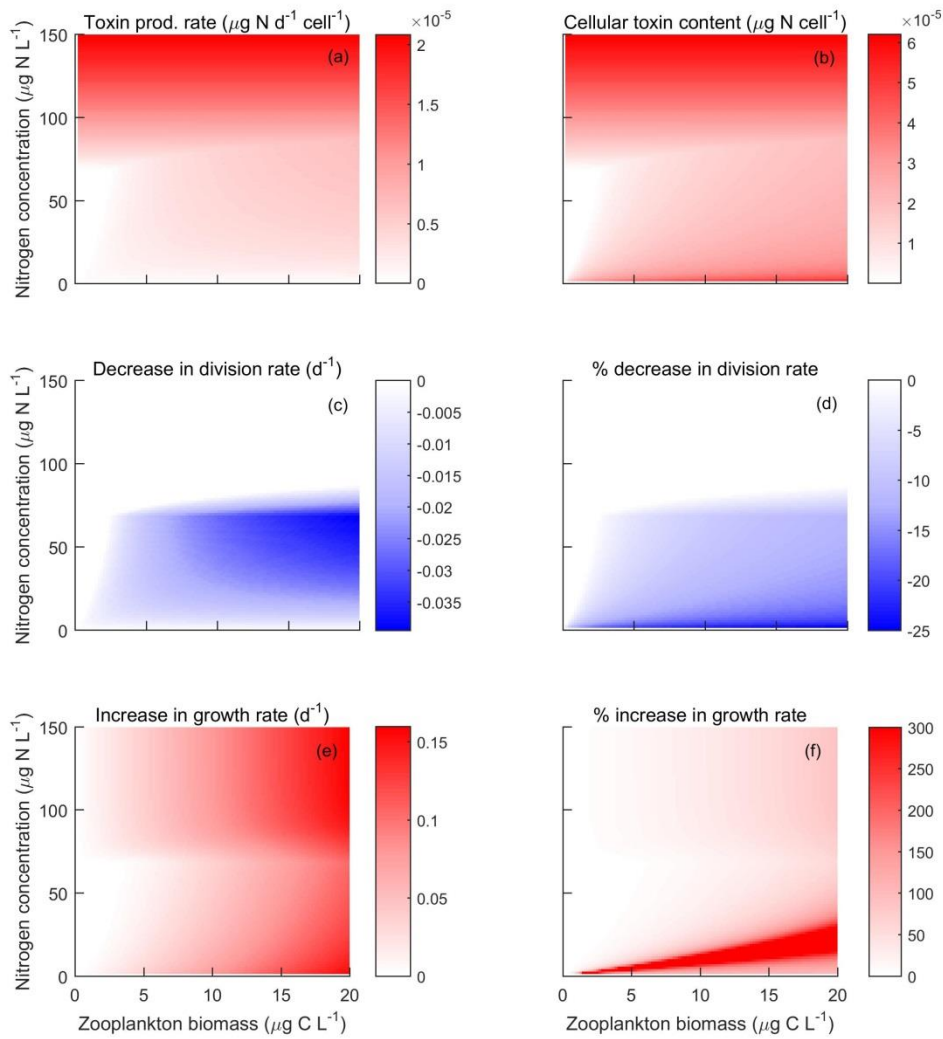 Toxin prod. rate (μg N d⁻¹ cell⁻¹)
×10⁻⁵
Cellular toxin content (μg N cell⁻¹)
×10⁻⁵
Nitrogen concentration (μg N L⁻¹)
150
100
50
0
(a)
2
1.5
1
0.5
0
(b)
6
5
4
3
2
1
Decrease in division rate (d⁻¹)
% decrease in division rate
Nitrogen concentration (μg N L⁻¹)
150
100
50
0
(c)
0
-0.005
-0.01
-0.015
-0.02
-0.025
-0.03
-0.035
(d)
0
-5
-10
-15
-20
-25
Increase in growth rate (d⁻¹)
% increase in growth rate
Nitrogen concentration (μg N L⁻¹)
150
100
50
0
(e)
0.15
0.1
0.05
0
(f)
300
250
200
150
100
50
0
0 5 10 15 20
0 5 10 15 20
Zooplankton biomass (μg C L⁻¹)
Zooplankton biomass (μg C L⁻¹)